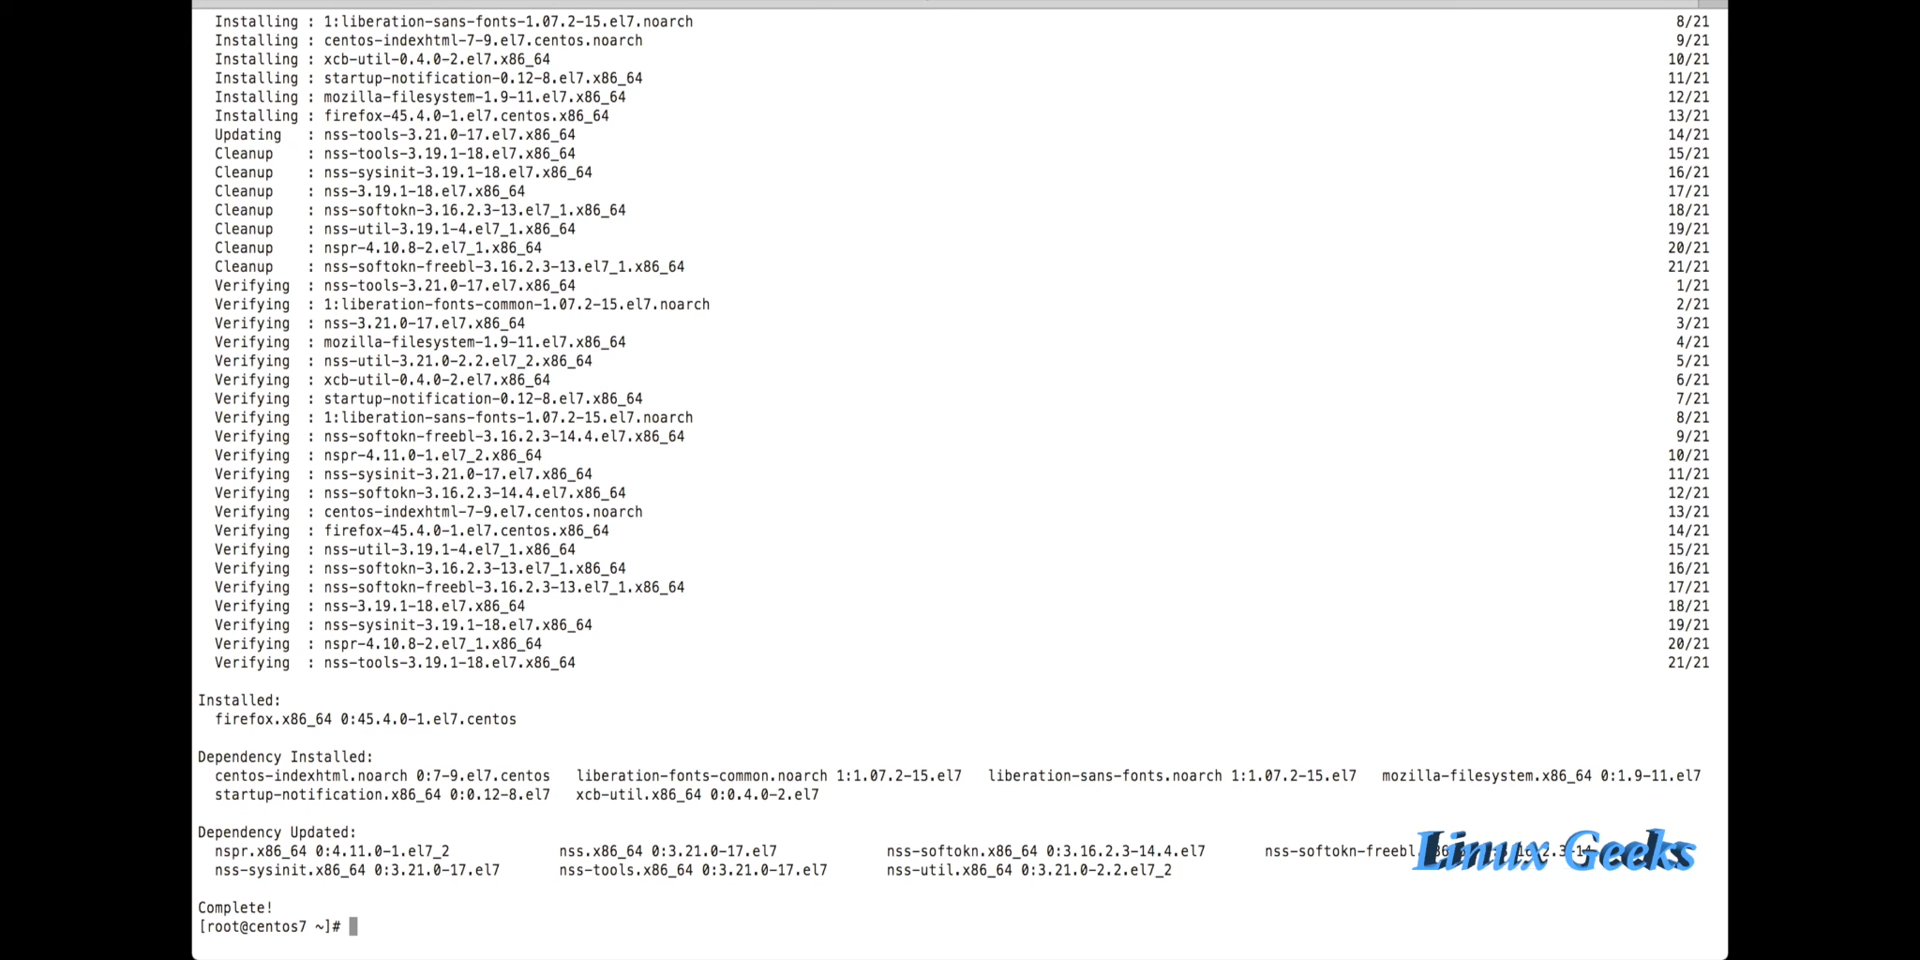 Installing : 1:liberation-sans-fonts-1.07.2-15.el7.noarch 8/21
Installing : centos-indexhtml-7-9.el7.centos.noarch 9/21
Installing : xcb-util-0.4.0-2.el7.x86_64 10/21
Installing : startup-notification-0.12-8.el7.x86_64 11/21
Installing : mozilla-filesystem-1.9-11.el7.x86_64 12/21
Installing : firefox-45.4.0-1.el7.centos.x86_64 13/21
Updating : nss-tools-3.21.0-17.el7.x86_64 14/21
Cleanup : nss-tools-3.19.1-18.el7.x86_64 15/21
Cleanup : nss-sysinit-3.19.1-18.el7.x86_64 16/21
Cleanup : nss-3.19.1-18.el7.x86_64 17/21
Cleanup : nss-softokn-3.16.2.3-13.el7_1.x86_64 18/21
Cleanup : nss-util-3.19.1-4.el7_1.x86_64 19/21
Cleanup : nspr-4.10.8-2.el7_1.x86_64 20/21
Cleanup : nss-softokn-freebl-3.16.2.3-13.el7_1.x86_64 21/21
Verifying : nss-tools-3.21.0-17.el7.x86_64 1/21
Verifying : 1:liberation-fonts-common-1.07.2-15.el7.noarch 2/21
Verifying : nss-3.21.0-17.el7.x86_64 3/21
Verifying : mozilla-filesystem-1.9-11.el7.x86_64 4/21
Verifying : nss-util-3.21.0-2.2.el7_2.x86_64 5/21
Verifying : xcb-util-0.4.0-2.el7.x86_64 6/21
Verifying : startup-notification-0.12-8.el7.x86_64 7/21
Verifying : 1:liberation-sans-fonts-1.07.2-15.el7.noarch 8/21
Verifying : nss-softokn-freebl-3.16.2.3-14.4.el7.x86_64 9/21
Verifying : nspr-4.11.0-1.el7_2.x86_64 10/21
Verifying : nss-sysinit-3.21.0-17.el7.x86_64 11/21
Verifying : nss-softokn-3.16.2.3-14.4.el7.x86_64 12/21
Verifying : centos-indexhtml-7-9.el7.centos.noarch 13/21
Verifying : firefox-45.4.0-1.el7.centos.x86_64 14/21
Verifying : nss-util-3.19.1-4.el7_1.x86_64 15/21
Verifying : nss-softokn-3.16.2.3-13.el7_1.x86_64 16/21
Verifying : nss-softokn-freebl-3.16.2.3-13.el7_1.x86_64 17/21
Verifying : nss-3.19.1-18.el7.x86_64 18/21
Verifying : nss-sysinit-3.19.1-18.el7.x86_64 19/21
Verifying : nspr-4.10.8-2.el7_1.x86_64 20/21
Verifying : nss-tools-3.19.1-18.el7.x86_64 21/21
Installed:
firefox.x86_64 0:45.4.0-1.el7.centos
Dependency Installed:
centos-indexhtml.noarch 0:7-9.el7.centos liberation-fonts-common.noarch 1:1.07.2-15.el7 liberation-sans-fonts.noarch 1:1.07.2-15.el7 mozilla-filesystem.x86_64 0:1.9-11.el7
startup-notification.x86_64 0:0.12-8.el7 xcb-util.x86_64 0:0.4.0-2.el7
Dependency Updated:
nspr.x86_64 0:4.11.0-1.el7_2 nss.x86_64 0:3.21.0-17.el7 nss-softokn.x86_64 0:3.16.2.3-14.4.el7 nss-softokn-freebl
nss-sysinit.x86_64 0:3.21.0-17.el7 nss-tools.x86_64 0:3.21.0-17.el7 nss-util.x86_64 0:3.21.0-2.2.el7_2
Linux Geeks
Complete!
[root@centos7 ~]#